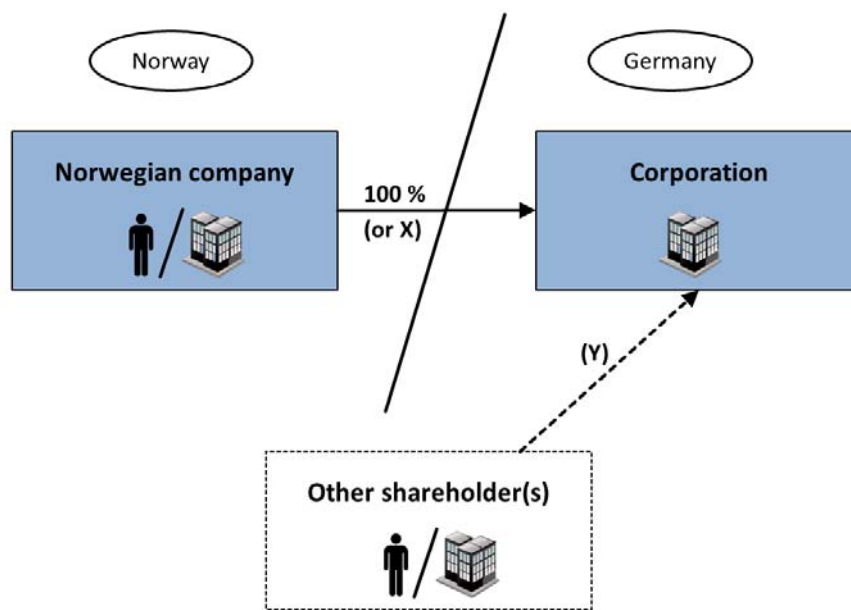 Norway
Germany
Norwegian company
Corporation
100 %
(or X)
(Y)
Other shareholder(s)